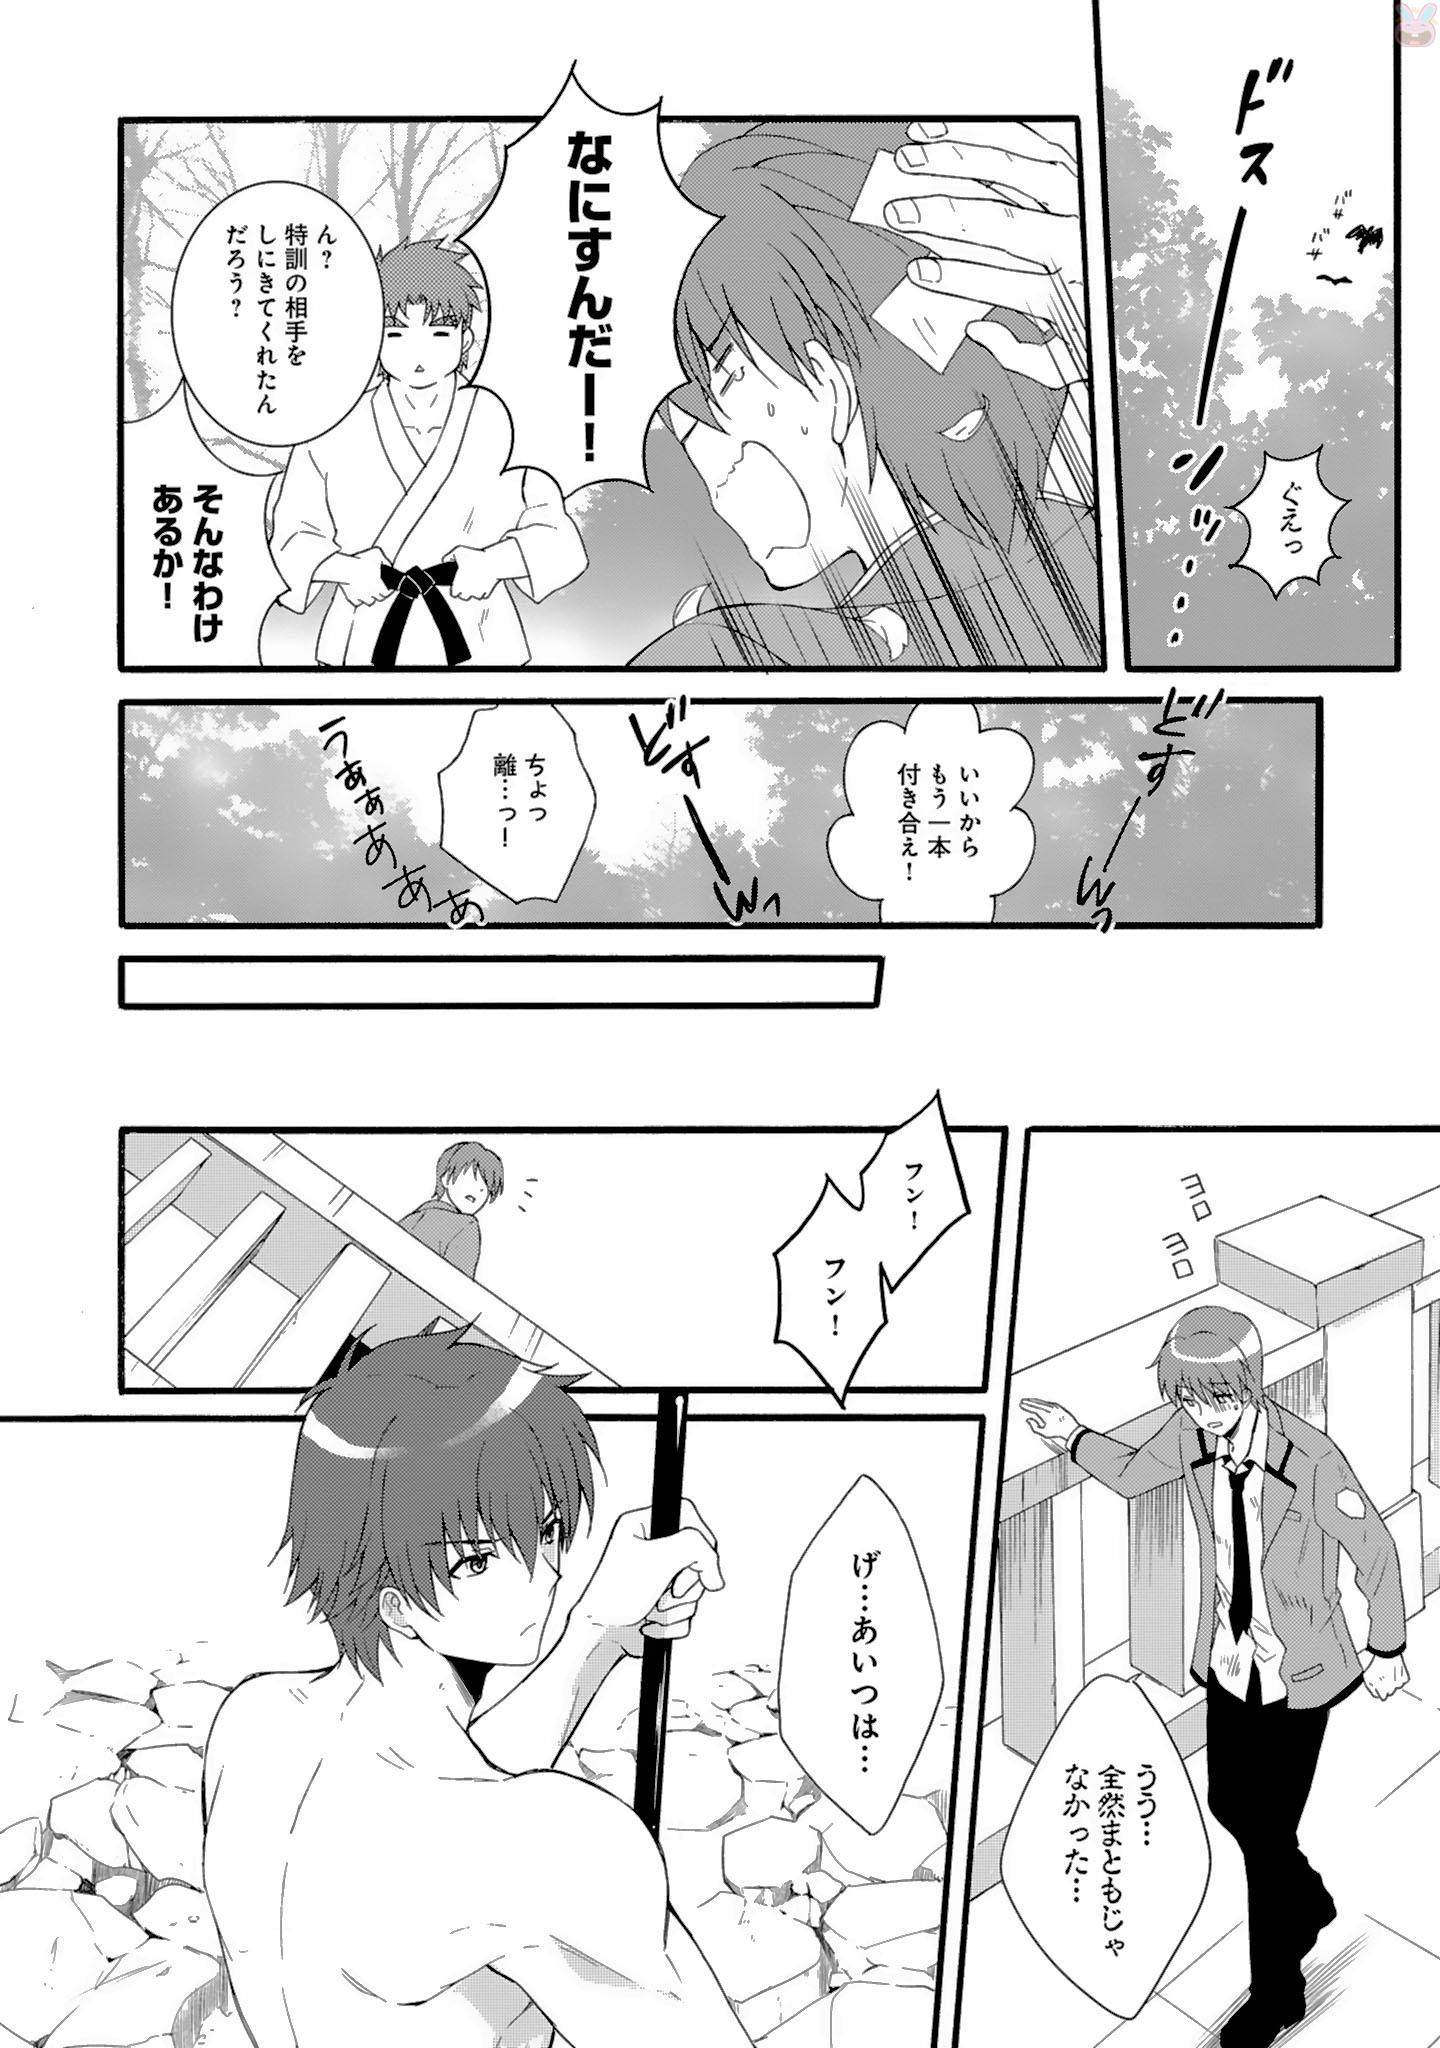 ドスーンッ・・・・
バサ
バサ
ぐえっ
なにすんだー！
ん？
特訓の相手を
しにきてくれたん
だろう？
そんなわけ
あるか！
どすーんっ
いいから
もう一本
付き合え！
どすーんっ
ちょっ
離…っ！
うぁぁあああ
ヨロ
ヨロ
うう…
全然まともじゃ
なかった…
フン！
フン！
げ…あいつは…